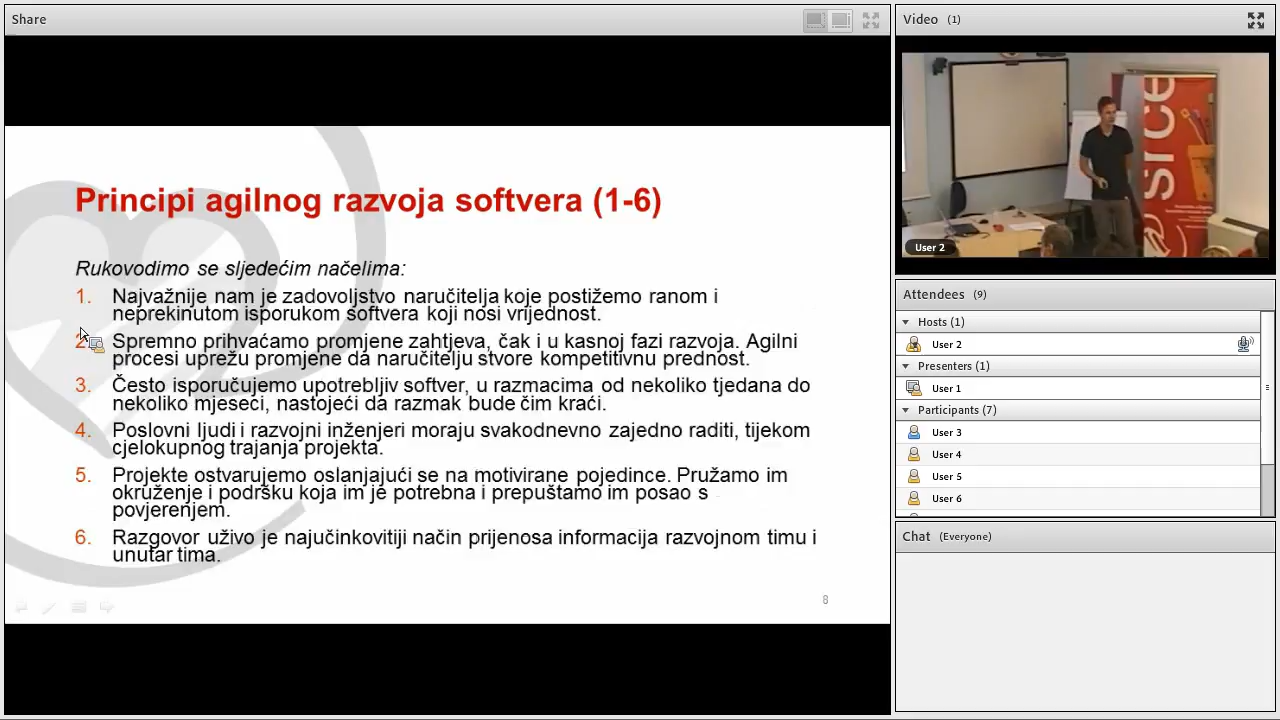 Share
Principi agilnog razvoja softvera (1-6)
Rukovodimo se sljedećim načelima:
1. Najvažnije nam je zadovoljstvo naručitelja koje postižemo ranom i
neprekinutom isporukom softvera koji nosi vrijednost.
2. Spremno prihvaćamo promjene zahtjeva, čak i u kasnoj fazi razvoja. Agilni
procesi uprežu promjene da naručitelju stvore kompetitivnu prednost.
3. Često isporučujemo upotrebljiv softver, u razmacima od nekoliko tjedana do
nekoliko mjeseci, nastojeći da razmak bude čim kraći.
4. Poslovni ljudi i razvojni inženjeri moraju svakodnevno zajedno raditi, tijekom
cjelokupnog trajanja projekta.
5. Projekte ostvarujemo oslanjajući se na motivirane pojedince. Pružamo im
okruženje i podršku koja im je potrebna i prepuštamo im posao s
povjerenjem.
6. Razgovor uživo je najučinkovitiji način prijenosa informacija razvojnom timu i
unutar tima.
8
Video (1)
srce
User 2
Attendees (9)
Hosts (1)
User 2
Presenters (1)
User 1
Participants (7)
User 3
User 4
User 5
User 6
Chat (Everyone)